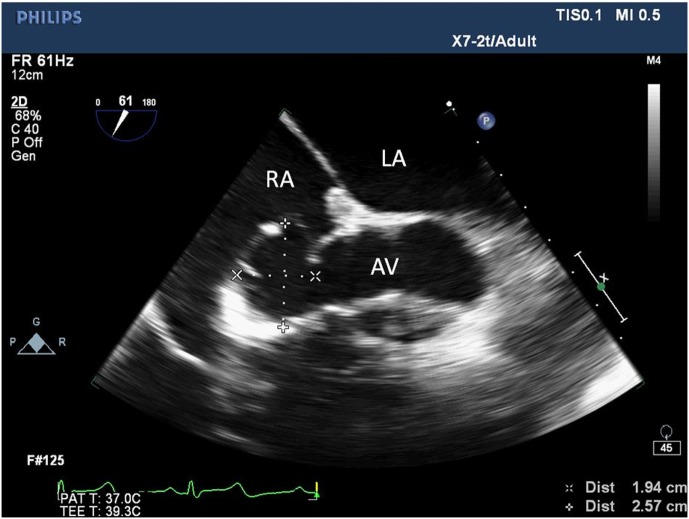 PHILIPS
TIS0.1 MI 0.5
X7-2t/Adult
FR 61Hz
12cm
M4
2D
68%
C 40
P Off
Gen
0 61 180
P
RA
LA
AV
G
P R
45
F#125
PAT T: 37.0C
TEE T: 39.3C
Dist 1.94 cm
Dist 2.57 cm